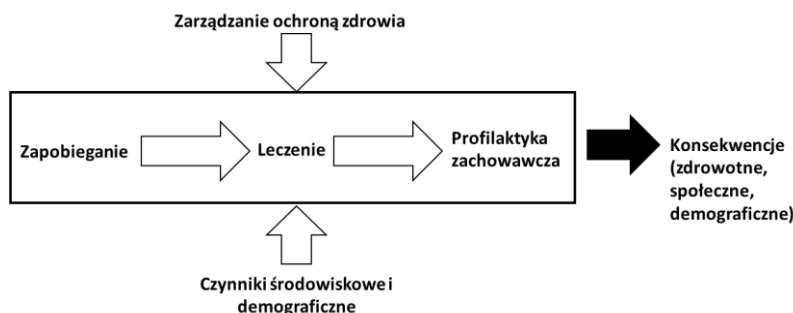 Zarządzanie ochroną zdrowia
Zapobieganie
Leczenie
Profilaktyka
zachowawcza
Konsekwencje
(zdrowotne,
społeczne,
demograficzne)
Czynniki środowiskowe i
demograficzne